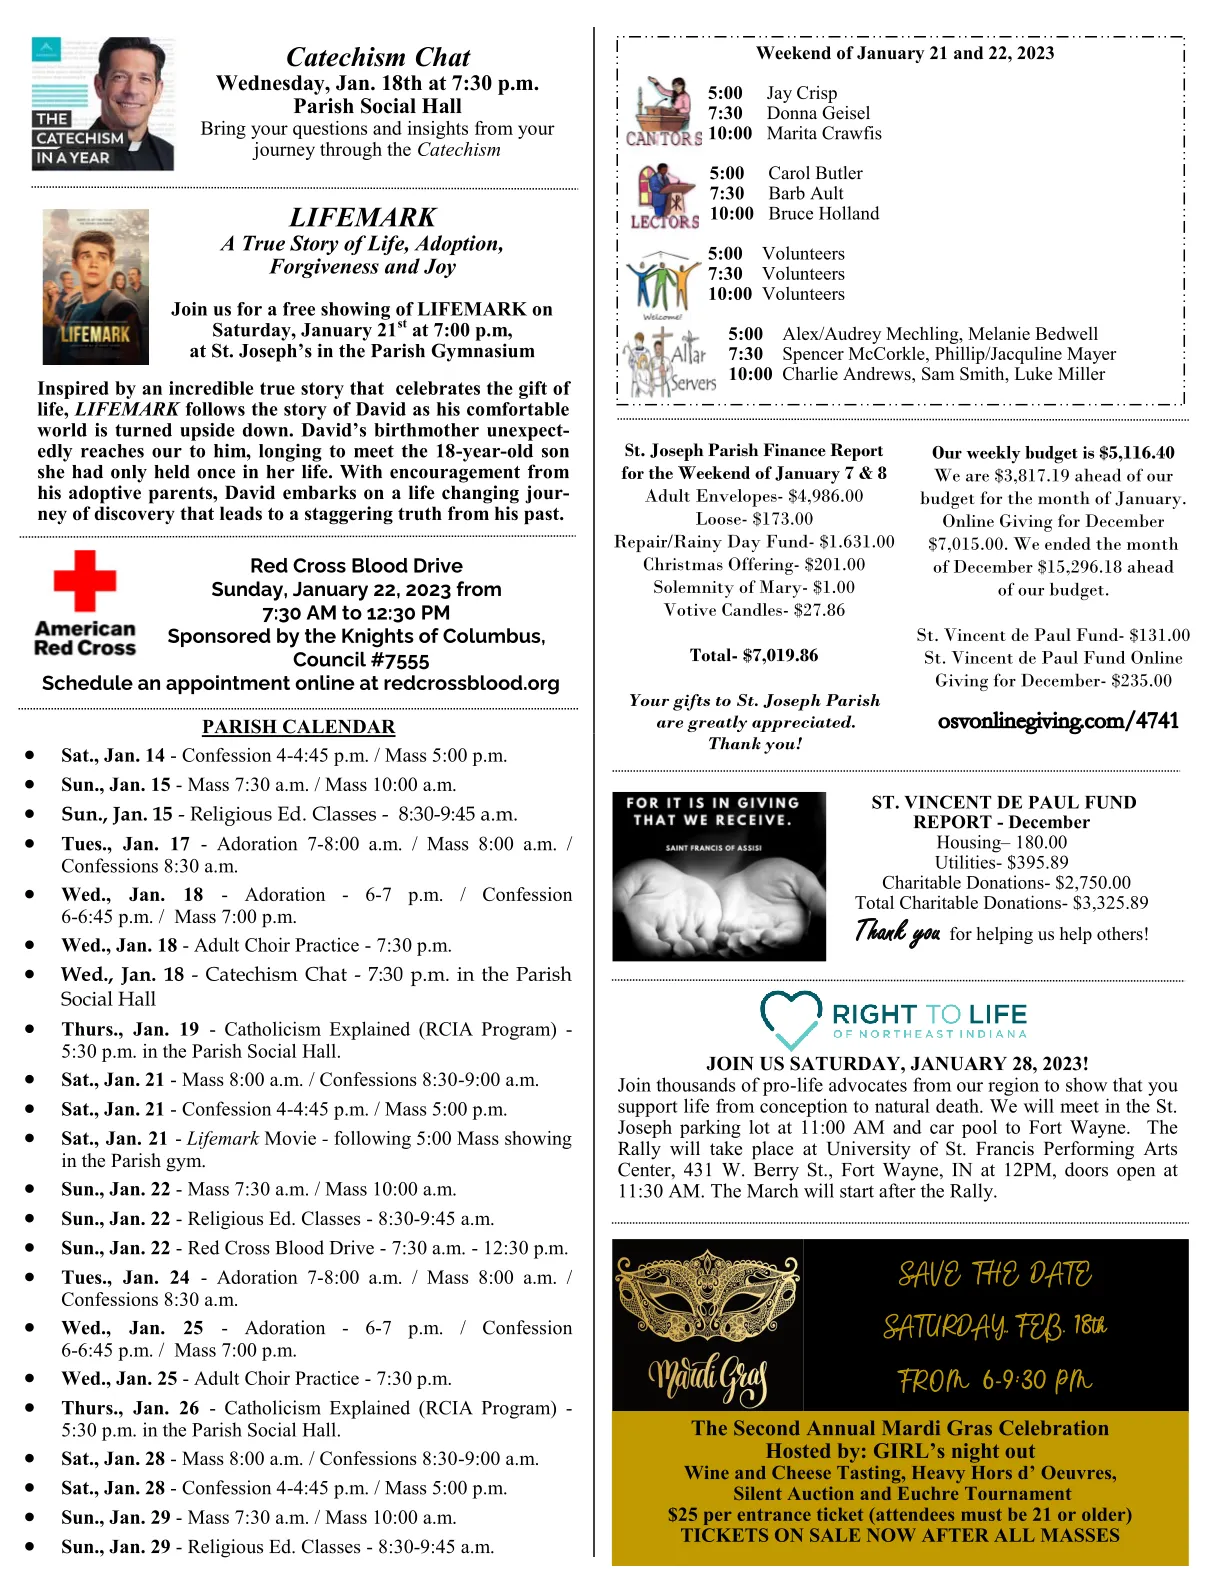 THE
CATECHISM
IN A YEAR
Catechism Chat
Wednesday, Jan. 18th at 7:30 p.m.
Parish Social Hall
Bring your questions and insights from your
journey through the Catechism
LIFEMARK
LIFEMARK
A True Story of Life, Adoption,
Forgiveness and Joy
Join us for a free showing of LIFEMARK on
Saturday, January 21st at 7:00 p.m,
at St. Joseph's in the Parish Gymnasium
Inspired by an incredible true story that celebrates the gift of
life, LIFEMARK follows the story of David as his comfortable
world is turned upside down. David's birthmother unexpect-
edly reaches our to him, longing to meet the 18-year-old son
she had only held once in her life. With encouragement from
his adoptive parents, David embarks on a life changing jour-
ney of discovery that leads to a staggering truth from his past.
American
Red Cross
Red Cross Blood Drive
Sunday, January 22, 2023 from
7:30 AM to 12:30 PM
Sponsored by the Knights of Columbus,
Council #7555
Schedule an appointment online at redcrossblood.org
PARISH CALENDAR
• Sat., Jan. 14 - Confession 4-4:45 p.m. / Mass 5:00 p.m.
• Sun., Jan. 15 - Mass 7:30 a.m. / Mass 10:00 a.m.
• Sun., Jan. 15 - Religious Ed. Classes - 8:30-9:45 a.m.
• Tues., Jan. 17 - Adoration 7-8:00 a.m. / Mass 8:00 a.m. /
Confessions 8:30 a.m.
• Wed., Jan. 18 - Adoration - 6-7 p.m. / Confession
6-6:45 p.m. / Mass 7:00 p.m.
• Wed., Jan. 18 - Adult Choir Practice - 7:30 p.m.
• Wed., Jan. 18 - Catechism Chat - 7:30 p.m. in the Parish
Social Hall
• Thurs., Jan. 19 - Catholicism Explained (RCIA Program) -
5:30 p.m. in the Parish Social Hall.
• Sat., Jan. 21 - Mass 8:00 a.m. / Confessions 8:30-9:00 a.m.
• Sat., Jan. 21 - Confession 4-4:45 p.m. / Mass 5:00 p.m.
• Sat., Jan. 21 - Lifemark Movie - following 5:00 Mass showing
in the Parish gym.
• Sun., Jan. 22 - Mass 7:30 a.m. / Mass 10:00 a.m.
• Sun., Jan. 22 - Religious Ed. Classes - 8:30-9:45 a.m.
• Sun., Jan. 22 - Red Cross Blood Drive - 7:30 a.m. - 12:30 p.m.
• Tues., Jan. 24 - Adoration 7-8:00 a.m. / Mass 8:00 a.m. /
Confessions 8:30 a.m.
• Wed., Jan. 25 - Adoration - 6-7 p.m. / Confession
6-6:45 p.m. / Mass 7:00 p.m.
• Wed., Jan. 25 - Adult Choir Practice - 7:30 p.m.
• Thurs., Jan. 26 - Catholicism Explained (RCIA Program) -
5:30 p.m. in the Parish Social Hall.
• Sat., Jan. 28 - Mass 8:00 a.m. / Confessions 8:30-9:00 a.m.
• Sat., Jan. 28 - Confession 4-4:45 p.m. / Mass 5:00 p.m.
• Sun., Jan. 29 - Mass 7:30 a.m. / Mass 10:00 a.m.
• Sun., Jan. 29 - Religious Ed. Classes - 8:30-9:45 a.m.
Weekend of January 21 and 22, 2023
CANTORS
5:00 Jay Crisp
7:30 Donna Geisel
10:00 Marita Crawfis
LECTORS
5:00 Carol Butler
7:30 Barb Ault
10:00 Bruce Holland
Welcome!
5:00 Volunteers
7:30 Volunteers
10:00 Volunteers
Altar
Servers
5:00 Alex/Audrey Mechling, Melanie Bedwell
7:30 Spencer McCorkle, Phillip/Jacquline Mayer
10:00 Charlie Andrews, Sam Smith, Luke Miller
St. Joseph Parish Finance Report
for the Weekend of January 7 & 8
Adult Envelopes- $4,986.00
Loose- $173.00
Repair/Rainy Day Fund- $1.631.00
Christmas Offering- $201.00
Solemnity of Mary- $1.00
Votive Candles- $27.86
Total- $7,019.86
Your gifts to St. Joseph Parish
are greatly appreciated.
Thank you!
Our weekly budget is $5,116.40
We are $3,817.19 ahead of our
budget for the month of January.
Online Giving for December
$7,015.00. We ended the month
of December $15,296.18 ahead
of our budget.
St. Vincent de Paul Fund- $131.00
St. Vincent de Paul Fund Online
Giving for December- $235.00
osvonlinegiving.com/4741
FOR IT IS IN GIVING
THAT WE RECEIVE.
SAINT FRANCIS OF ASSISI
ST. VINCENT DE PAUL FUND
REPORT - December
Housing– 180.00
Utilities- $395.89
Charitable Donations- $2,750.00
Total Charitable Donations- $3,325.89
Thank you for helping us help others!
RIGHT TO LIFE
OF NORTHEAST INDIANA
JOIN US SATURDAY, JANUARY 28, 2023!
Join thousands of pro-life advocates from our region to show that you
support life from conception to natural death. We will meet in the St.
Joseph parking lot at 11:00 AM and car pool to Fort Wayne. The
Rally will take place at University of St. Francis Performing Arts
Center, 431 W. Berry St., Fort Wayne, IN at 12PM, doors open at
11:30 AM. The March will start after the Rally.
Mardi Gras
SAVE THE DATE
SATURDAY. FEB. 18th
FROM 6-9:30 PM
The Second Annual Mardi Gras Celebration
Hosted by: GIRL's night out
Wine and Cheese Tasting, Heavy Hors d' Oeuvres,
Silent Auction and Euchre Tournament
$25 per entrance ticket (attendees must be 21 or older)
TICKETS ON SALE NOW AFTER ALL MASSES